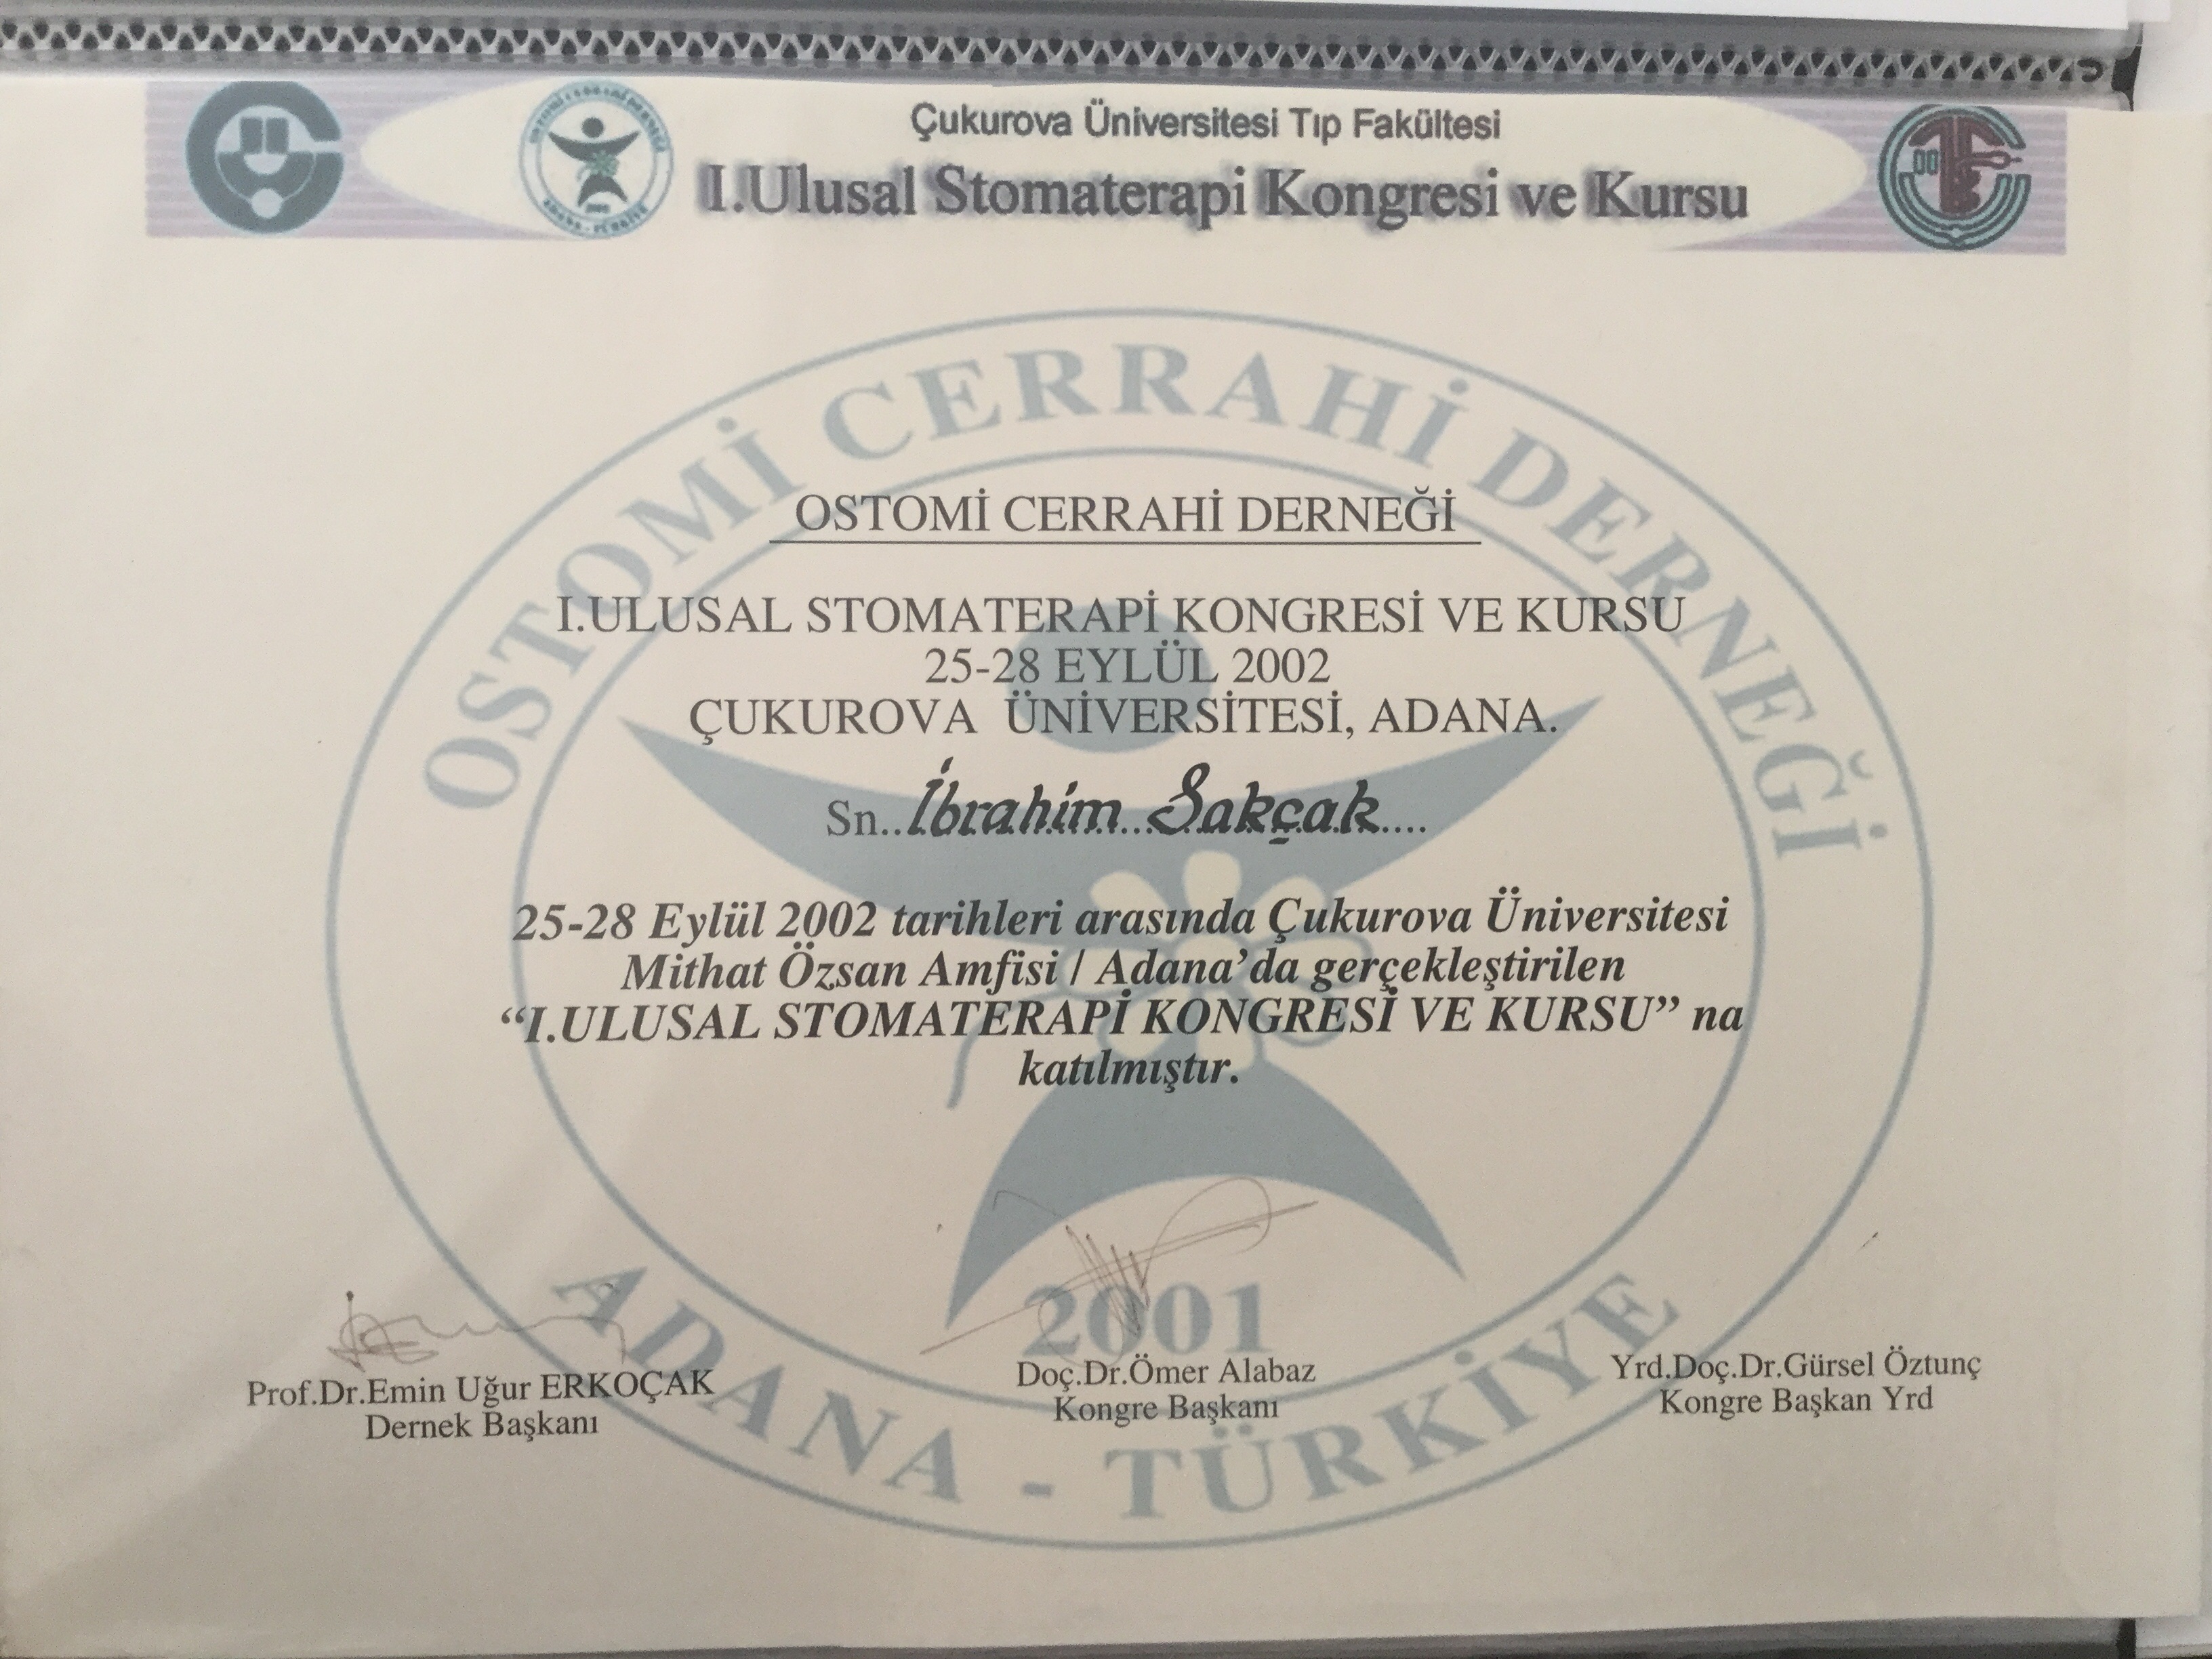 Çukurova Üniversitesi Tıp Fakültesi
I.Ulusal Stomaterapi Kongresi ve Kursu
OSTOMİ CERRAHİ DERNEĞİ
OSTOMİ CERRAHİ DERNEĞİ
I.ULUSAL STOMATERAPİ KONGRESİ VE KURSU
25-28 EYLÜL 2002
ÇUKUROVA ÜNİVERSİTESİ, ADANA.
Sn..İbrahim...Sakçak....
25-28 Eylül 2002 tarihleri arasında Çukurova Üniversitesi
Mithat Özsan Amfisi / Adana’da gerçekleştirilen
“I.ULUSAL STOMATERAPİ KONGRESİ VE KURSU” na
katılmıştır.
2001
Prof.Dr.Emin Uğur ERKOÇAK
Dernek Başkanı
Doç.Dr.Ömer Alabaz
Kongre Başkanı
Yrd.Doç.Dr.Gürsel Öztunç
Kongre Başkan Yrd
ADANA - TÜRKİYE